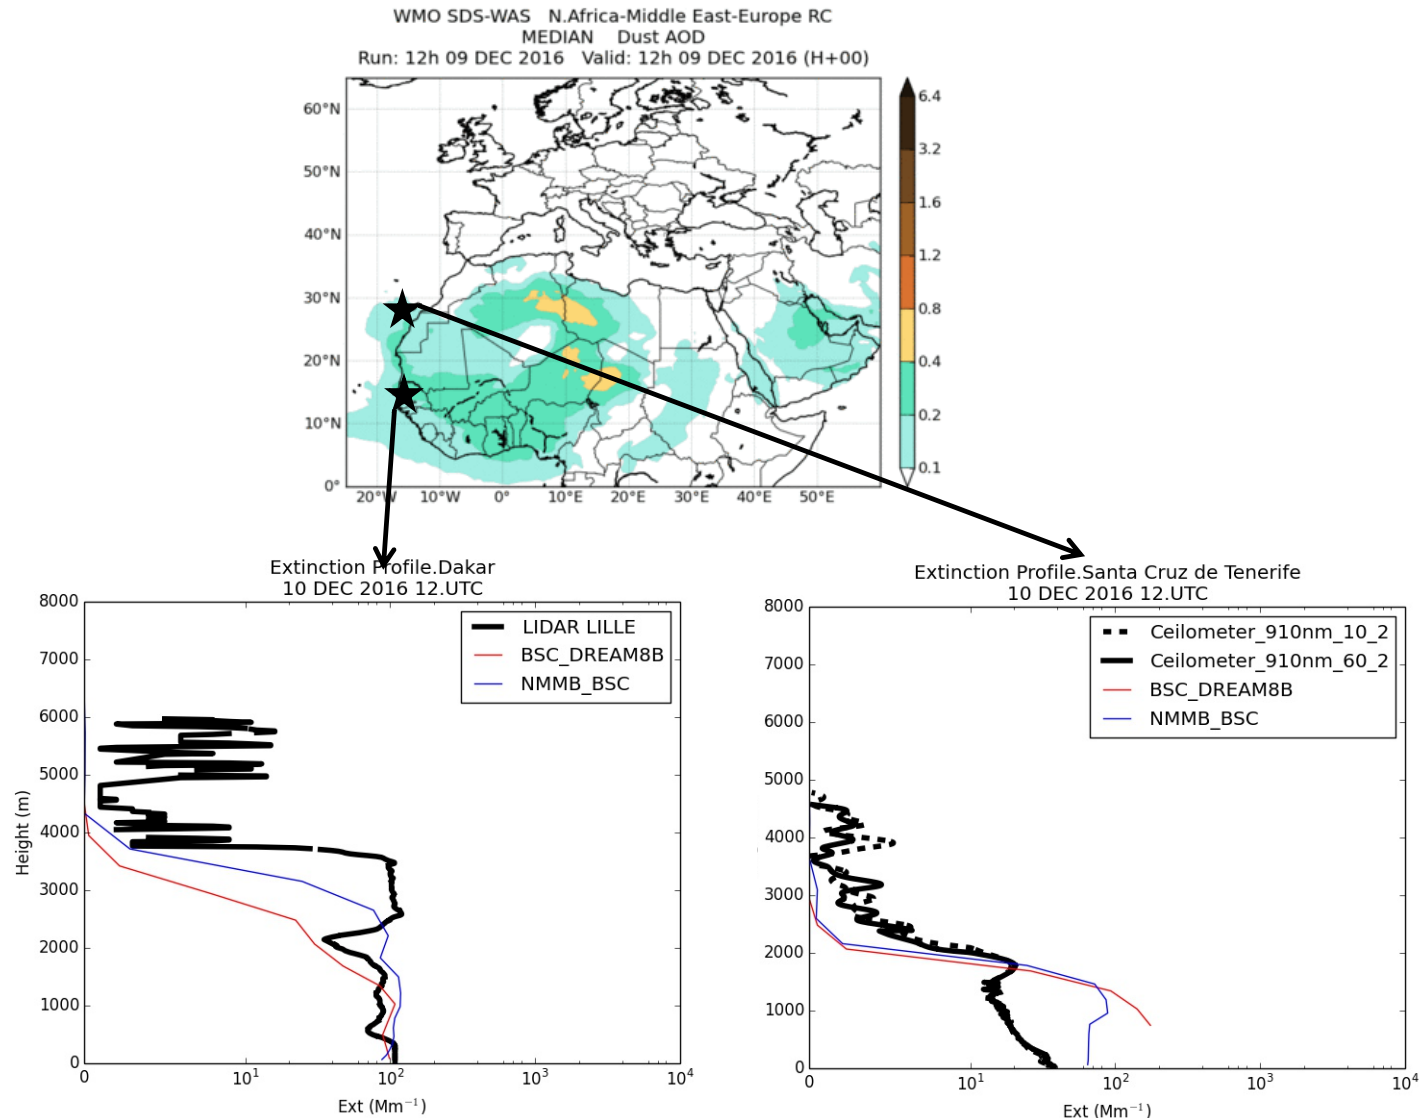 WMO SDS-WAS N.Africa-Middle East-Europe RC
MEDIAN Dust AOD
Run: 12h 09 DEC 2016 Valid: 12h 09 DEC 2016 (H+00)
60°N
50°N
40°N
30°N
20°N
10°N
0°
20°W 10°W 0° 10°E 20°E 30°E 40°E 50°E
6.4
3.2
1.6
1.2
0.8
0.4
0.2
0.1
Extinction Profile.Dakar
10 DEC 2016 12.UTC
LIDAR LILLE
BSC_DREAM8B
NMMB_BSC
Height (m)
8000
7000
6000
5000
4000
3000
2000
1000
0
0 10¹ 10² 10³ 10⁴
Ext (Mm⁻¹)
Extinction Profile.Santa Cruz de Tenerife
10 DEC 2016 12.UTC
Ceilometer_910nm_10_2
Ceilometer_910nm_60_2
BSC_DREAM8B
NMMB_BSC
8000
7000
6000
5000
4000
3000
2000
1000
0
0 10¹ 10² 10³ 10⁴
Ext (Mm⁻¹)